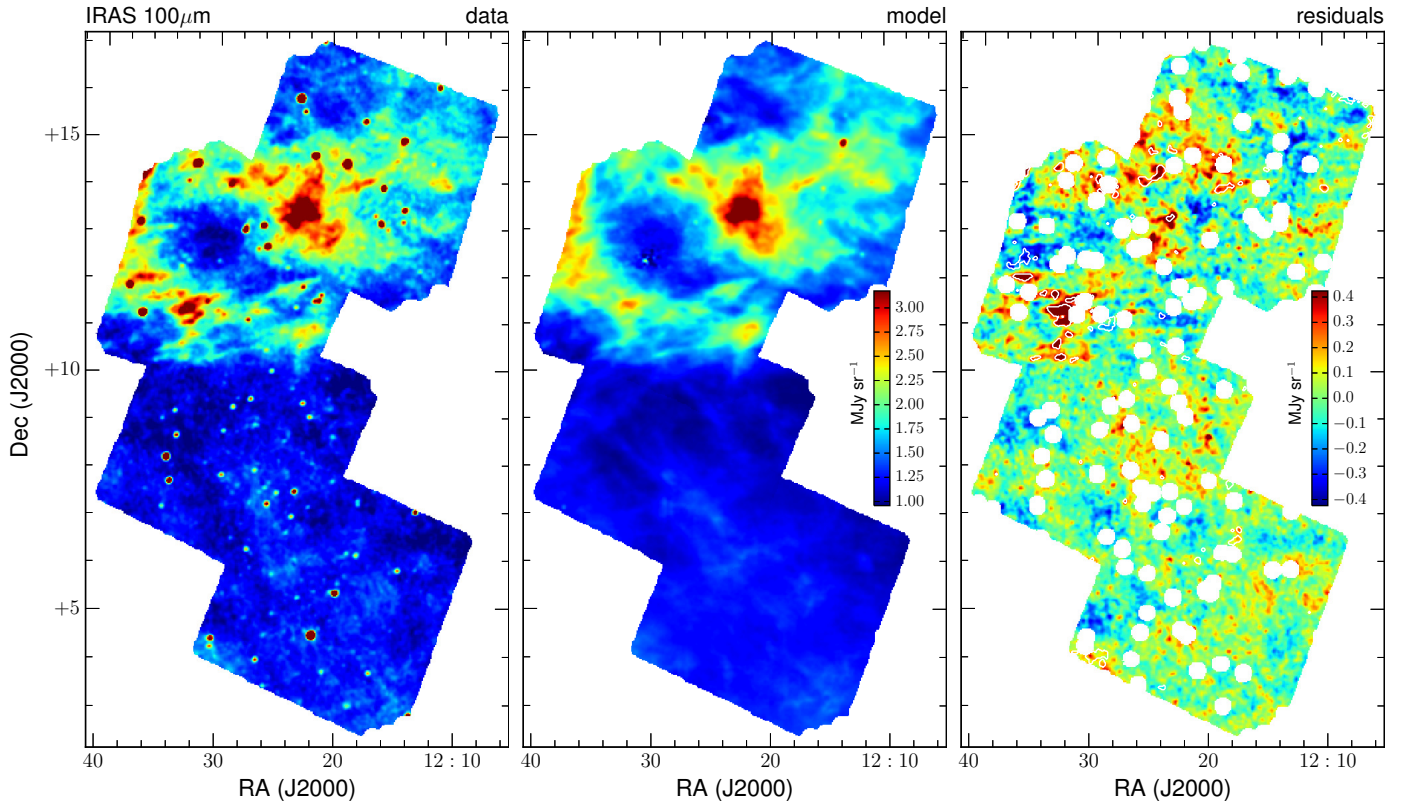 IRAS 100μm data
model
residuals
Dec (J2000)
+15
+10
+5
3.00
2.75
2.50
2.25
2.00
1.75
1.50
1.25
1.00
MJy sr⁻¹
0.4
0.3
0.2
0.1
0.0
−0.1
−0.2
−0.3
−0.4
MJy sr⁻¹
40 30 20 12 : 10
40 30 20 12 : 10
40 30 20 12 : 10
RA (J2000)
RA (J2000)
RA (J2000)